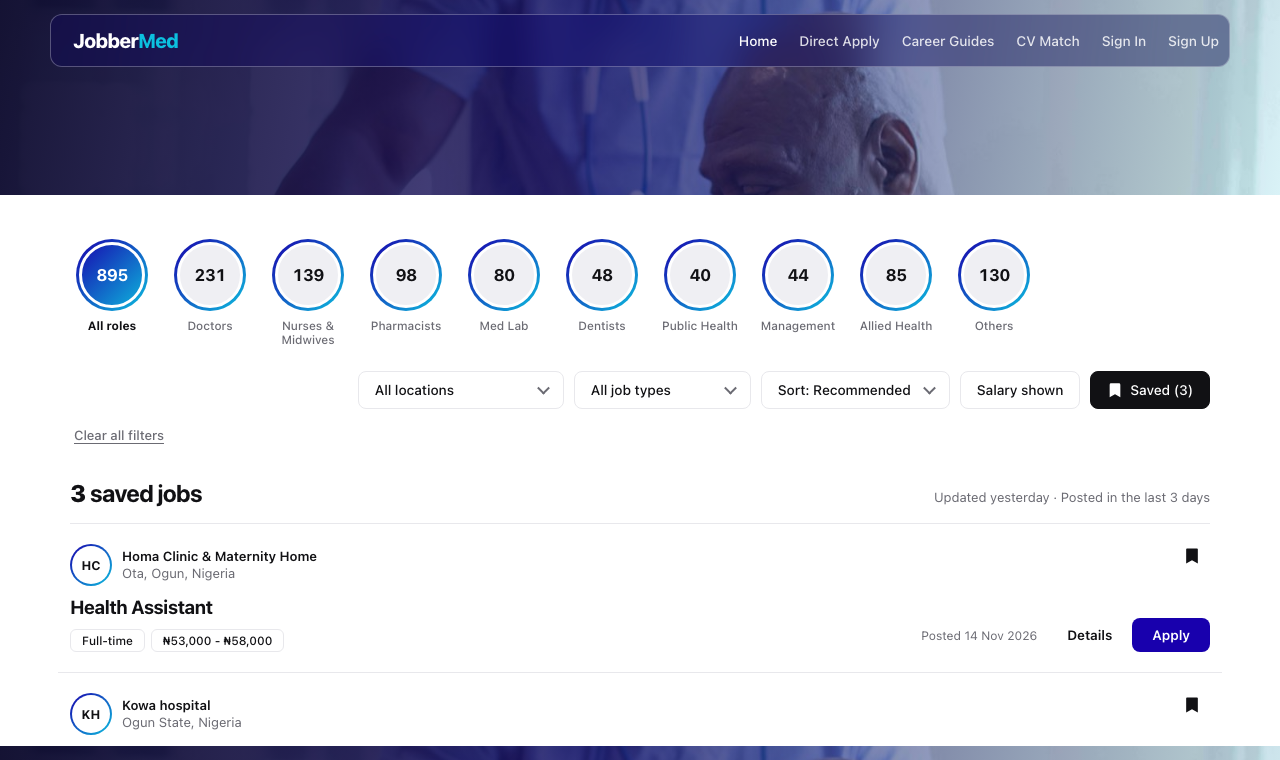 JobberMed
Home Direct Apply Career Guides CV Match Sign In Sign Up
895 231 139 98 80 48 40 44 85 130
All roles Doctors Nurses & Midwives Pharmacists Med Lab Dentists Public Health Management Allied Health Others
All locations All job types Sort: Recommended Salary shown Saved (3)
Clear all filters
3 saved jobs Updated yesterday · Posted in the last 3 days
HC Homa Clinic & Maternity Home
Ota, Ogun, Nigeria
Health Assistant
Full-time ₦53,000 - ₦58,000 Posted 14 Nov 2026 Details Apply
KH Kowa hospital
Ogun State, Nigeria